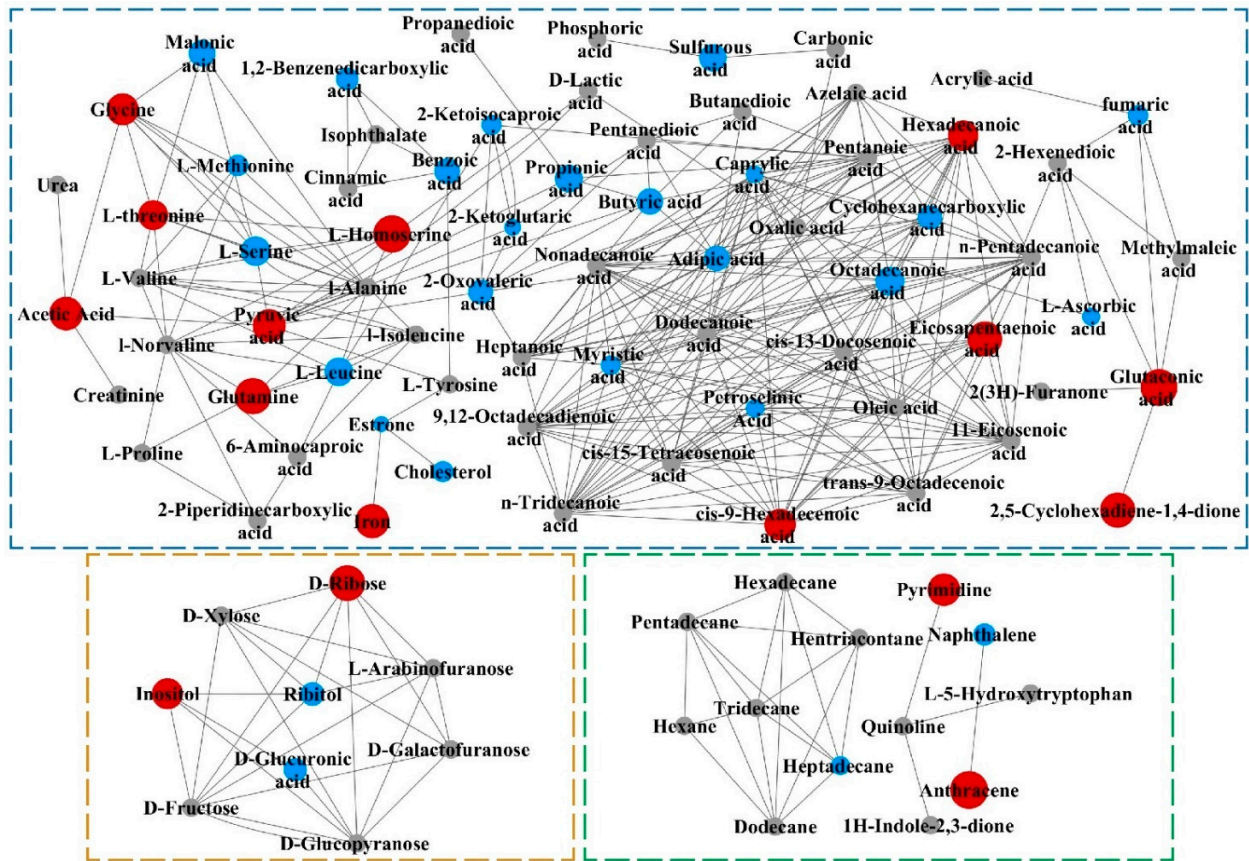 Propanedioic
acid
Phosphoric
acid
Sulfurous
acid
Carbonic
acid
Malonic
acid
1,2-Benzenedicarboxylic
acid
D-Lactic
acid
Butanedioic
acid
Azelaic acid
Acrylic acid
fumaric
acid
Glycine
2-Ketoisocaproic
acid
Pentanedioic
acid
Hexadecanoic
acid
Isophthalate
Pentanoic
acid
2-Hexenedioic
acid
L-Methionine
Benzoic
acid
Propionic
acid
Caprylic
acid
Urea
Cinnamic
acid
Butyric acid
Cyclohexanecarboxylic
acid
L-threonine
2-Ketoglutaric
acid
Oxalic acid
L-Homoserine
n-Pentadecanoic
acid
Methylmaleic
acid
L-Serine
Nonadecanoic
acid
Adipic acid
L-Valine
l-Alanine
2-Oxovaleric
acid
Octadecanoic
acid
L-Ascorbic
acid
Acetic Acid
Pyruvic
acid
Dodecanoic
acid
Eicosapentaenoic
acid
l-Norvaline
l-Isoleucine
Heptanoic
acid
Myristic
acid
cis-13-Docosenoic
acid
L-Leucine
L-Tyrosine
2(3H)-Furanone
Glutaconic
acid
Creatinine
Glutamine
Petroselinic
Acid
Oleic acid
Estrone
9,12-Octadecadienoic
acid
11-Eicosenoic
acid
L-Proline
6-Aminocaproic
acid
Cholesterol
cis-15-Tetracosenoic
acid
trans-9-Octadecenoic
acid
2-Piperidinecarboxylic
acid
Iron
n-Tridecanoic
acid
cis-9-Hexadecenoic
acid
2,5-Cyclohexadiene-1,4-dione
D-Ribose
D-Xylose
L-Arabinofuranose
Inositol
Ribitol
D-Galactofuranose
D-Glucuronic
acid
D-Fructose
D-Glucopyranose
Hexadecane
Pyrimidine
Pentadecane
Hentriacontane
Naphthalene
L-5-Hydroxytryptophan
Tridecane
Hexane
Quinoline
Heptadecane
Anthracene
Dodecane
1H-Indole-2,3-dione